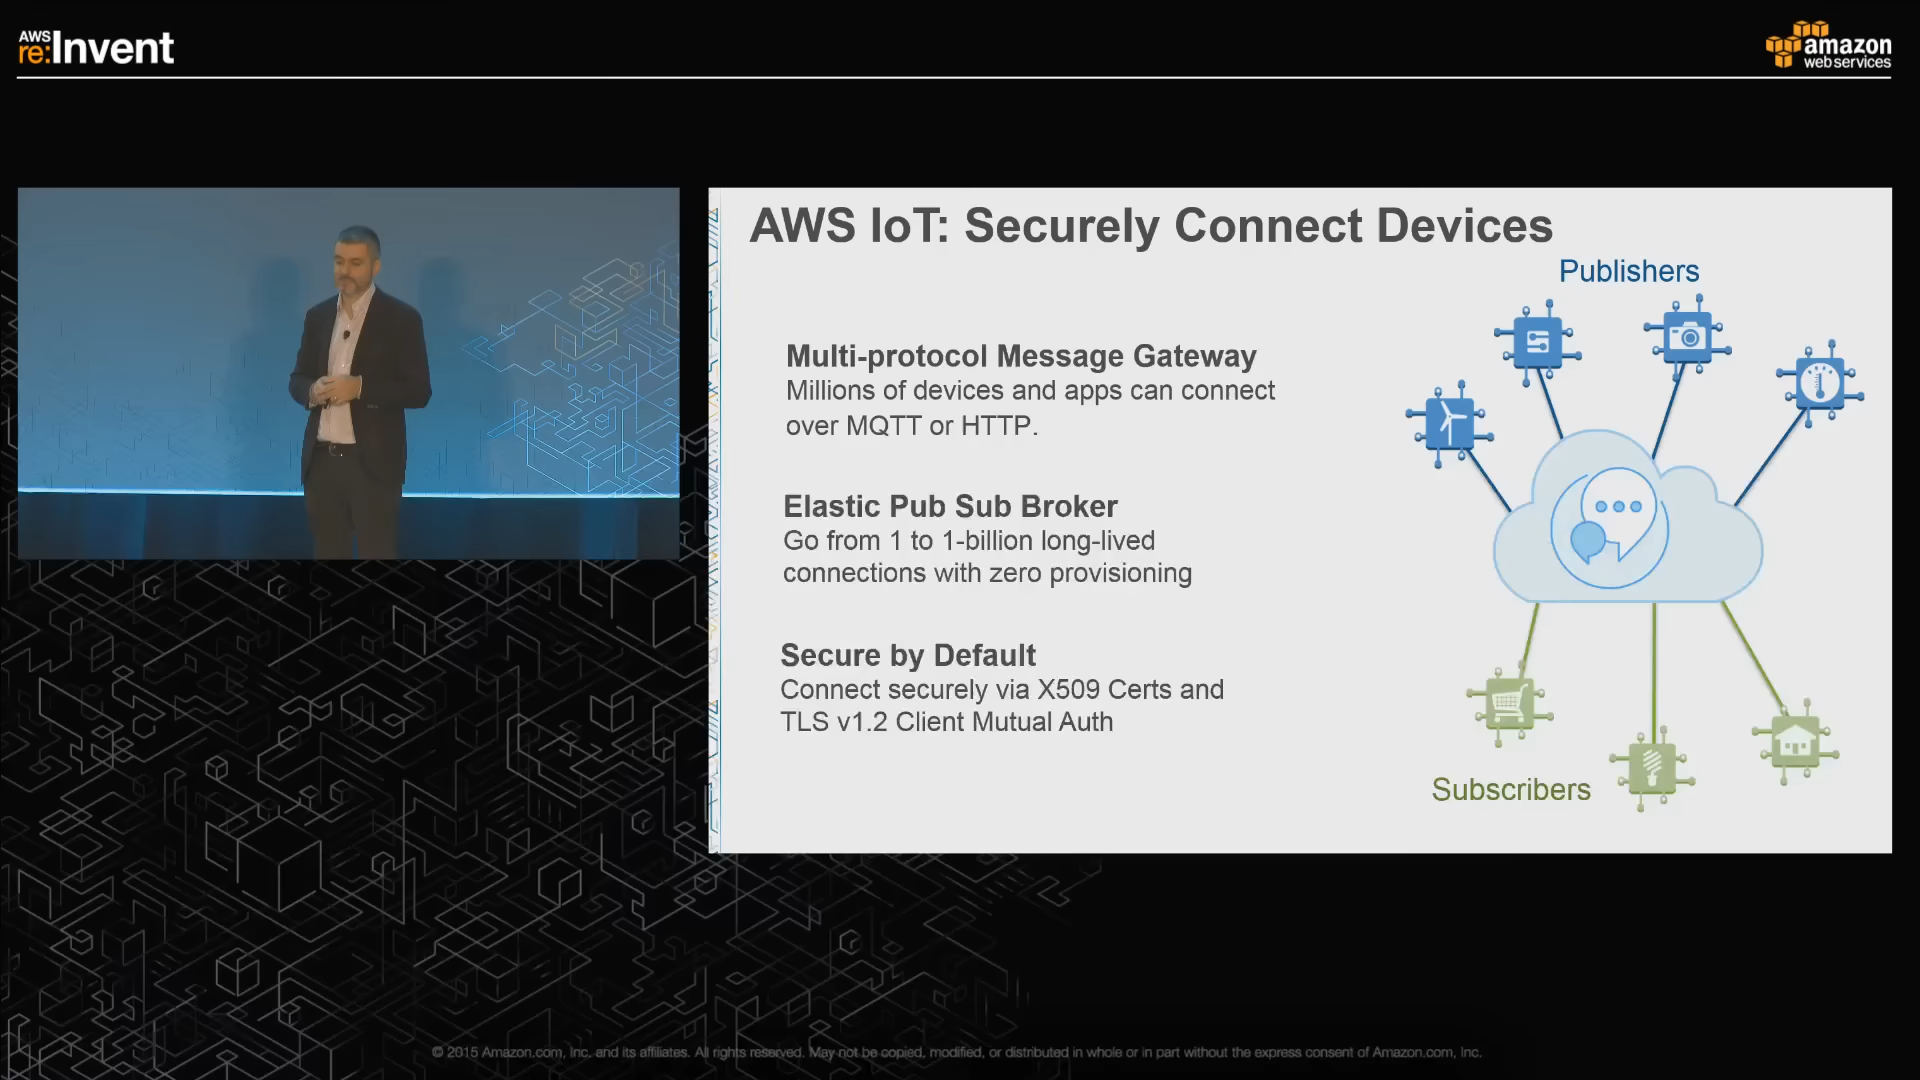 AWS
re:Invent
amazon
web services
AWS IoT: Securely Connect Devices
Publishers
Multi-protocol Message Gateway
Millions of devices and apps can connect
over MQTT or HTTP.
Elastic Pub Sub Broker
Go from 1 to 1-billion long-lived
connections with zero provisioning
Secure by Default
Connect securely via X509 Certs and
TLS v1.2 Client Mutual Auth
Subscribers
© 2015 Amazon.com, Inc. and its affiliates. All rights reserved. May not be copied, modified, or distributed in whole or in part without the express consent of Amazon.com, Inc.